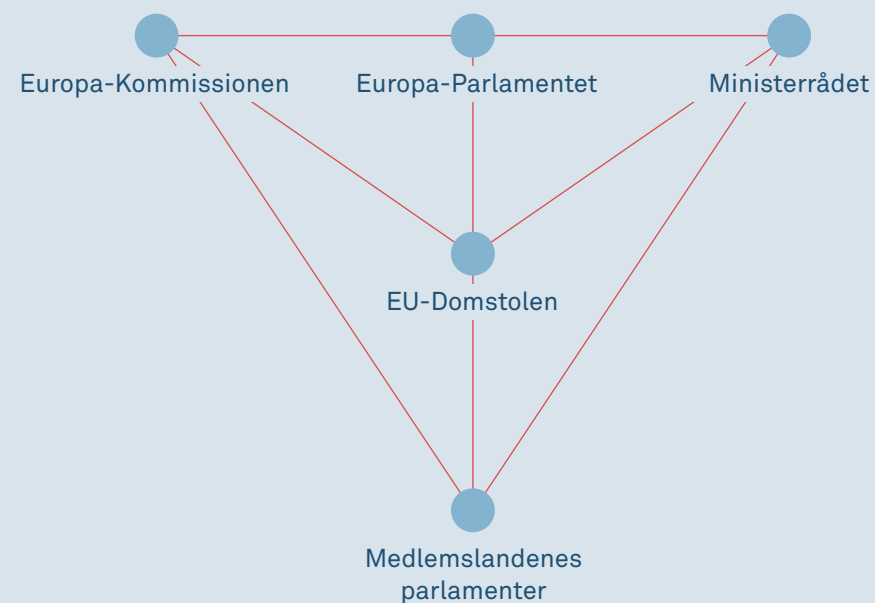 Europa-Kommissionen
Europa-Parlamentet
Ministerrådet
EU-Domstolen
Medlemslandenes
parlamenter